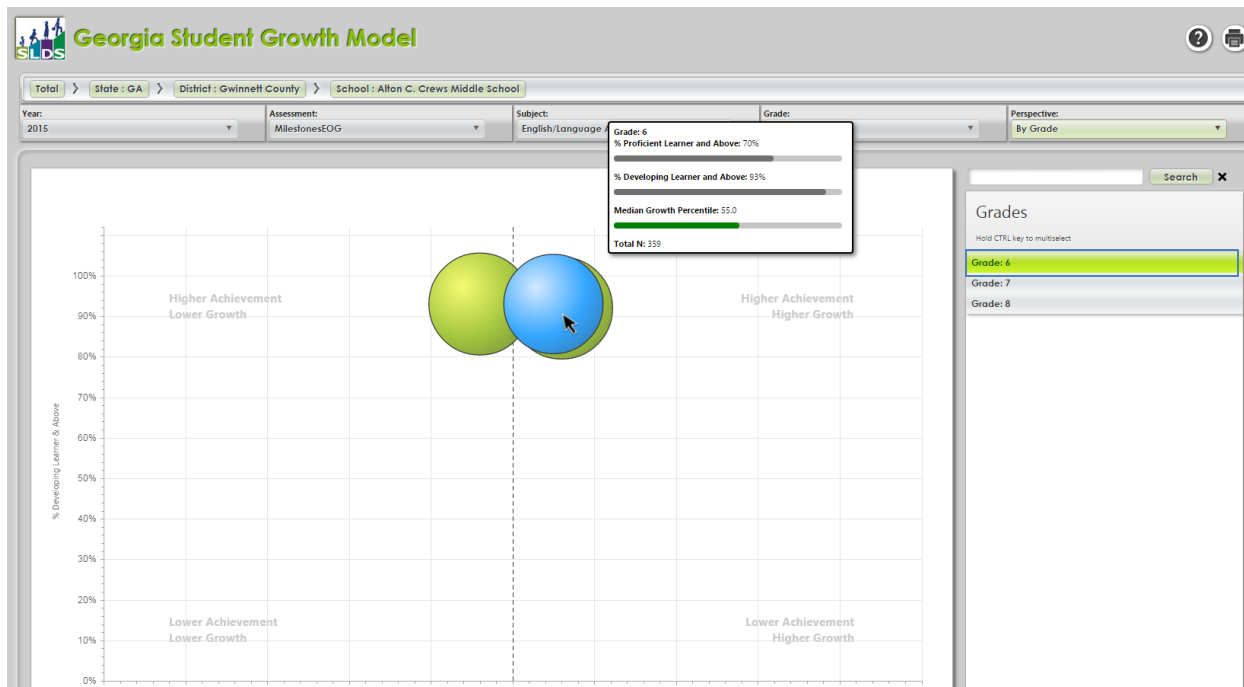 SLDS
Georgia Student Growth Model
?
Total
State : GA
District : Gwinnett County
School : Alton C. Crews Middle School
Year:
2015
Assessment:
MilestonesEOG
Subject:
English/Language A
Grade:
Perspective:
By Grade
Grade: 6
% Proficient Learner and Above: 70%
% Developing Learner and Above: 93%
Median Growth Percentile: 55.0
Total N: 359
Search
Grades
Hold CTRL key to multiselect
Grade: 6
Grade: 7
Grade: 8
% Developing Learner & Above
100%
90%
80%
70%
60%
50%
40%
30%
20%
10%
0%
Higher Achievement
Lower Growth
Higher Achievement
Higher Growth
Lower Achievement
Lower Growth
Lower Achievement
Higher Growth